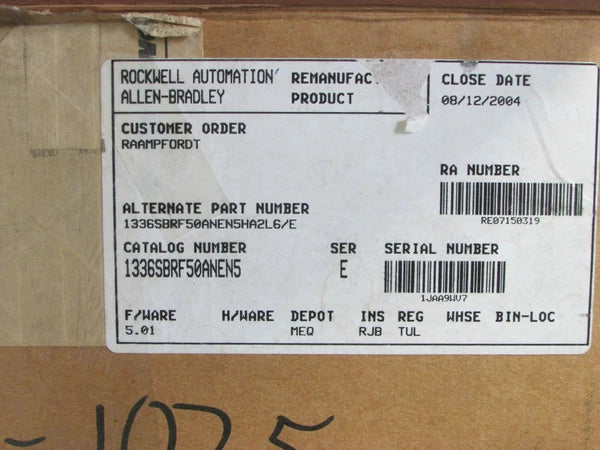 ROCKWELL AUTOMATION REMANUFAC CLOSE DATE
ALLEN-BRADLEY PRODUCT 08/12/2004
CUSTOMER ORDER
RAAMPFORDT
RA NUMBER
RE07150319
ALTERNATE PART NUMBER
1336SBRF50ANEN5HA2L6/E
CATALOG NUMBER SER SERIAL NUMBER
1336SBRF50ANEN5 E
1JAA9WV7
F/WARE H/WARE DEPOT INS REG WHSE BIN-LOC
5.01 MEQ RJB TUL
-1025